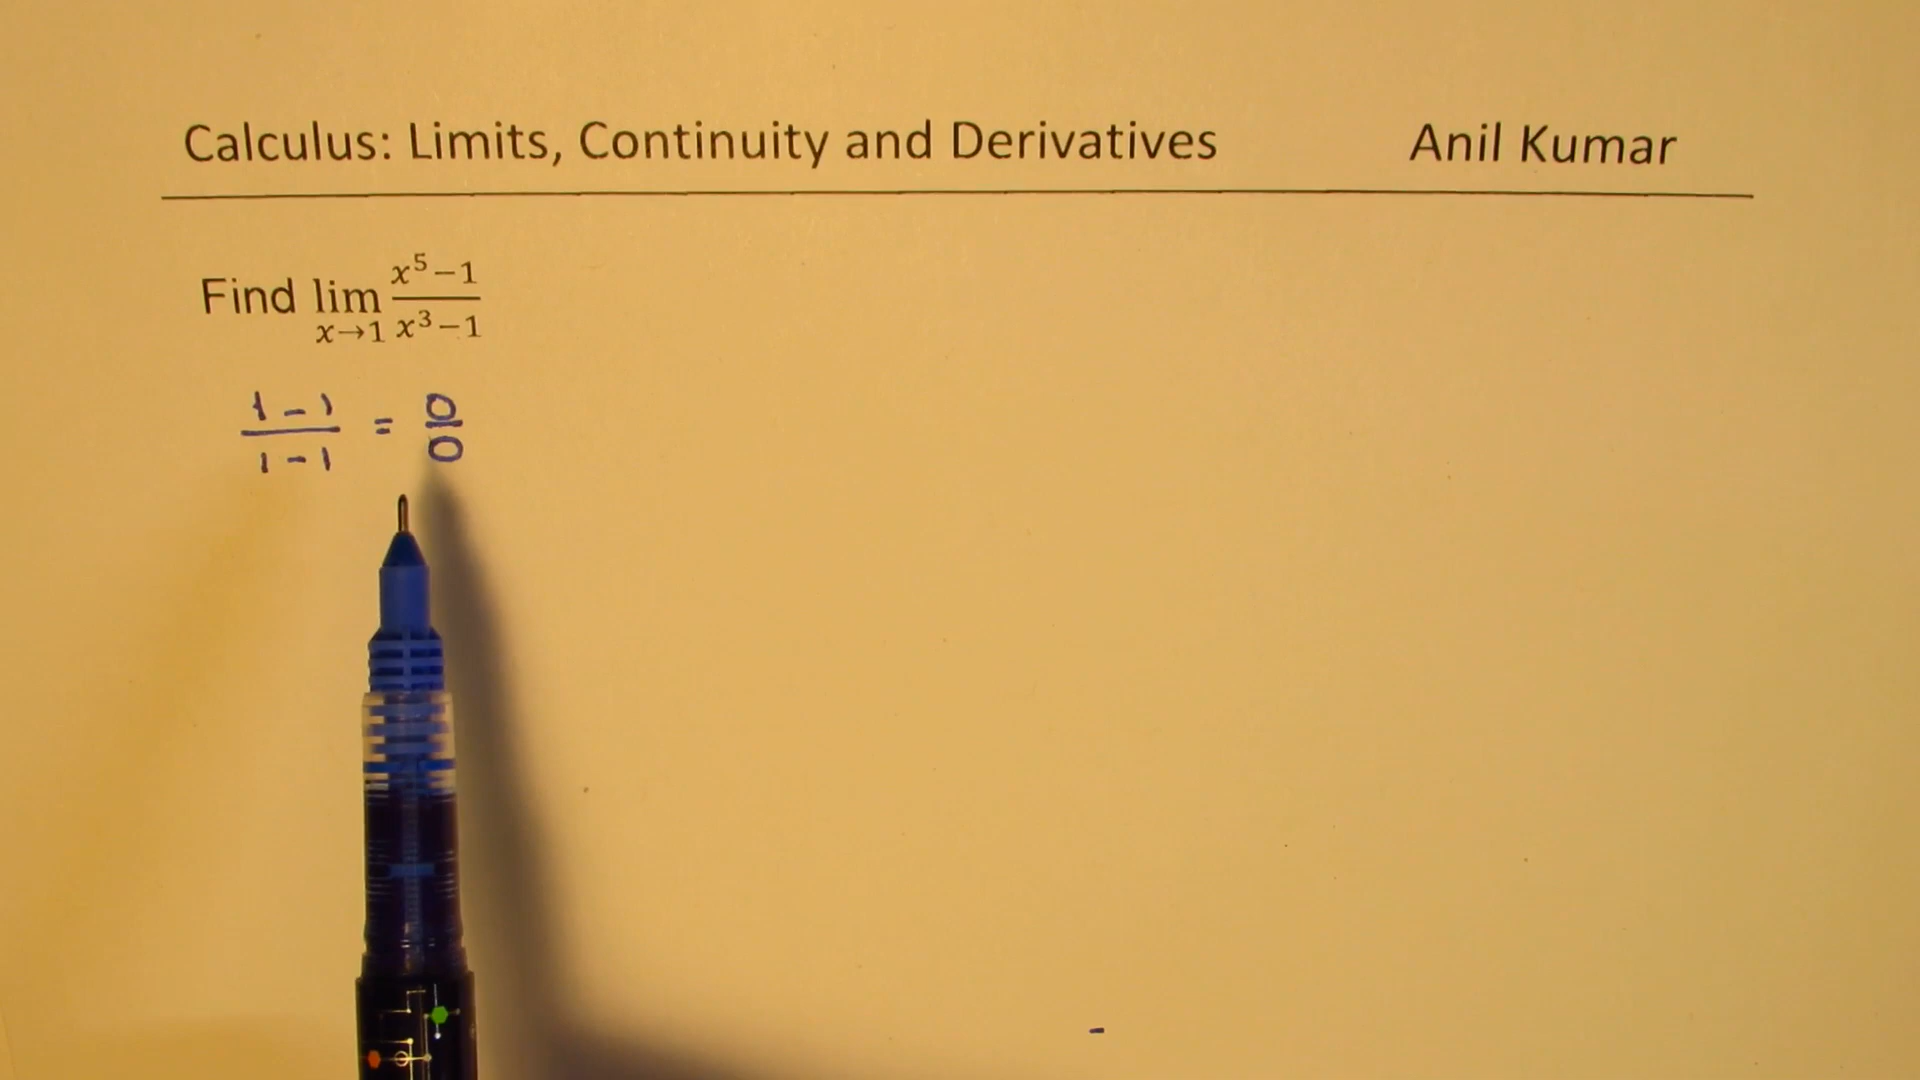 Calculus: Limits, Continuity and Derivatives Anil Kumar
Find lim x→1 x⁵−1 / x³−1
1 - 1 / 1 - 1 = 0 / 0